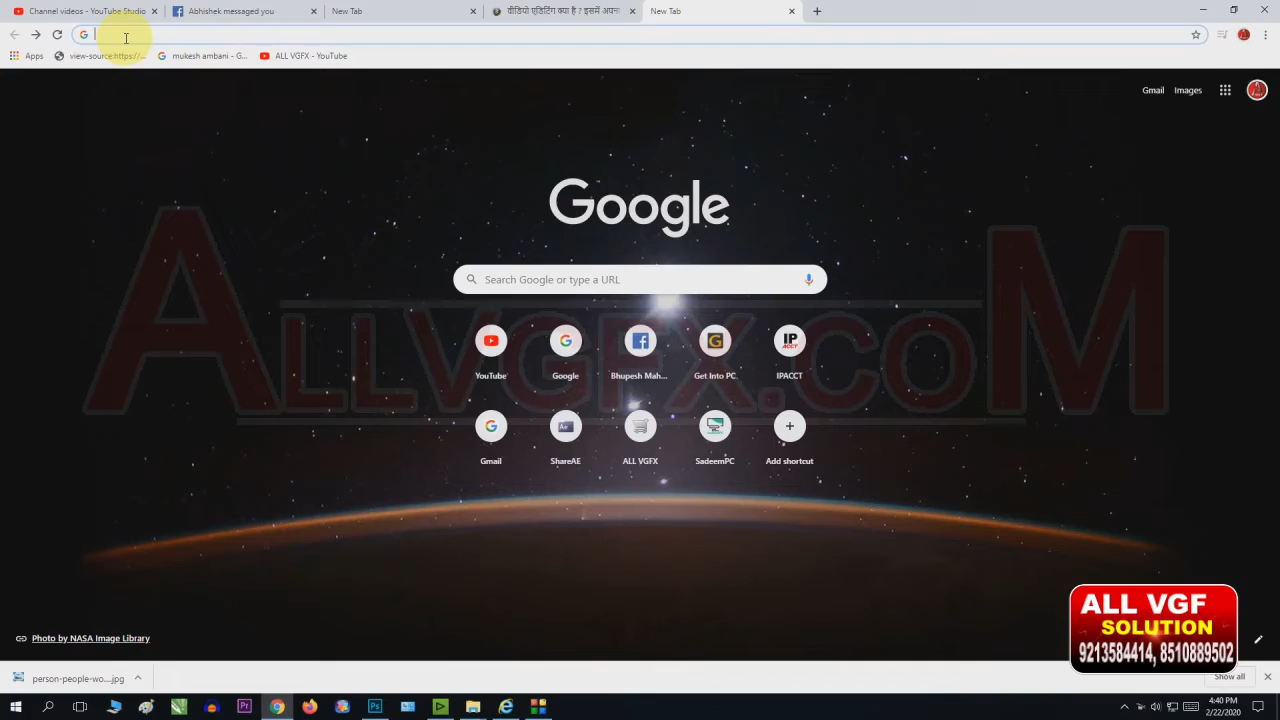 Channel videos - YouTube Studio
Abhishek messaged you
New Tab
वीडियो एडिटिंग क्या है ? इसमें अपना
New Tab
Apps
view-source:https://...
mukesh ambani - G...
ALL VGFX - YouTube
Gmail
Images
Google
Search Google or type a URL
ALLVGFX.COM
YouTube
Google
Bhupesh Mah...
Get Into PC
IP
ACCT
IPACCT
Gmail
ShareAE
ALL VGFX
SadeemPC
Add shortcut
ALL VGF
SOLUTION
9213584414, 8510889502
Photo by NASA Image Library
person-people-wo....jpg
Show all
4:40 PM
2/22/2020